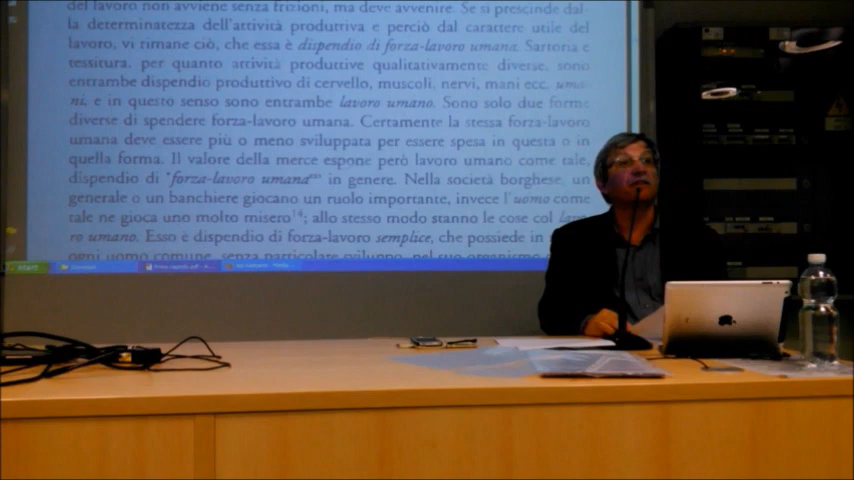 del lavoro non avviene senza frizioni, ma deve avvenire. Se si prescinde dal-
la determinatezza dell'attività produttiva e perciò dal carattere utile del
lavoro, vi rimane ciò, che essa è dispendio di forza-lavoro umana. Sartoria e
tessitura, per quanto attività produttive qualitativamente diverse, sono
entrambe dispendio produttivo di cervello, muscoli, nervi, mani ecc. uma-
ni, e in questo senso sono entrambe lavoro umano. Sono solo due forme
diverse di spendere forza-lavoro umana. Certamente la stessa forza-lavoro
umana deve essere più o meno sviluppata per essere spesa in questa o in
quella forma. Il valore della merce espone però lavoro umano come tale,
dispendio di "forza-lavoro umana" in genere. Nella società borghese, un
generale o un banchiere giocano un ruolo importante, invece l'uomo come
tale ne gioca uno molto misero14; allo stesso modo stanno le cose col lavo-
ro umano. Esso è dispendio di forza-lavoro semplice, che possiede in
ogni uomo comune, senza particolare sviluppo, nel suo organismo
start